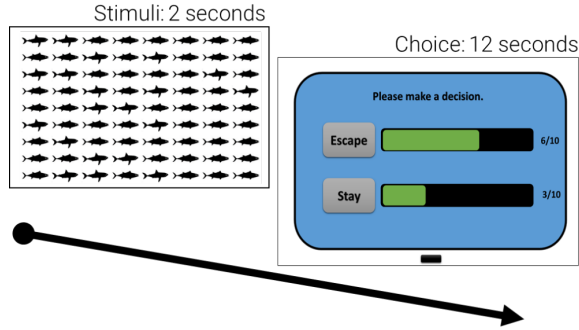 Stimuli: 2 seconds
Choice: 12 seconds
Please make a decision.
Escape 6/10
Stay 3/10